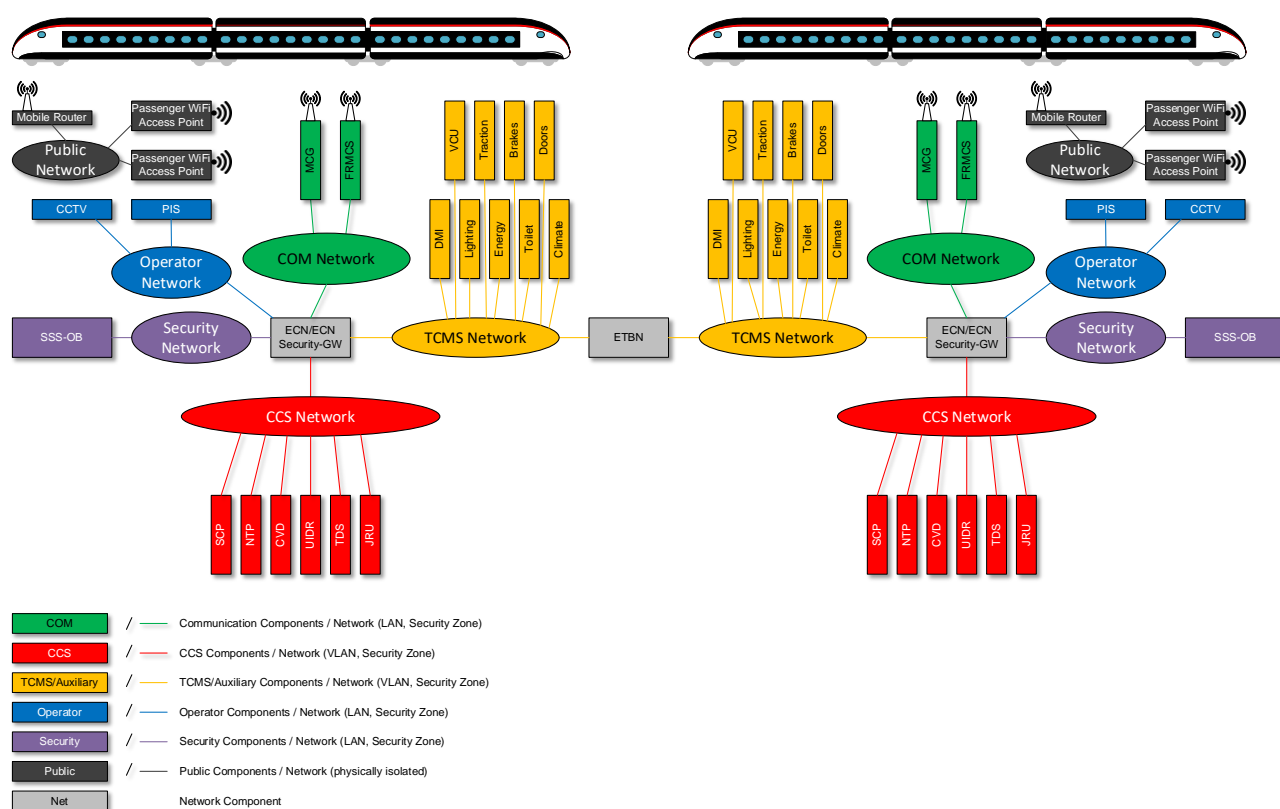 Mobile Router
Passenger WiFi
Access Point
Public
Network
Passenger WiFi
Access Point
MCG
FRMCS
VCU
Traction
Brakes
Doors
CCTV
PIS
Operator
Network
COM Network
DMI
Lighting
Energy
Toilet
Climate
SSS-OB
Security
Network
ECN/ECN
Security-GW
TCMS Network
ETBN
CCS Network
SCP
NTP
CVD
UIDR
TDS
JRU
VCU
Traction
Brakes
Doors
MCG
FRMCS
Mobile Router
Passenger WiFi
Access Point
Public
Network
Passenger WiFi
Access Point
DMI
Lighting
Energy
Toilet
Climate
COM Network
PIS
CCTV
Operator
Network
TCMS Network
ECN/ECN
Security-GW
Security
Network
SSS-OB
CCS Network
SCP
NTP
CVD
UIDR
TDS
JRU
COM / Communication Components / Network (LAN, Security Zone)
CCS / CCS Components / Network (VLAN, Security Zone)
TCMS/Auxiliary / TCMS/Auxiliary Components / Network (VLAN, Security Zone)
Operator / Operator Components / Network (LAN, Security Zone)
Security / Security Components / Network (LAN, Security Zone)
Public / Public Components / Network (physically isolated)
Net Network Component